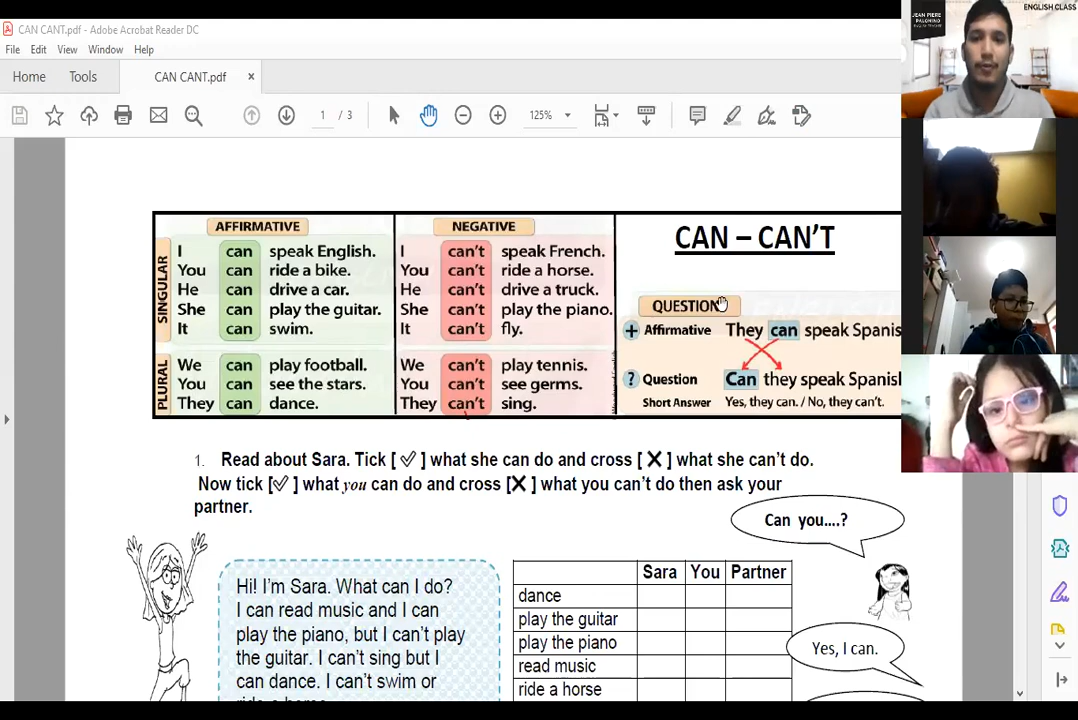 CAN CANT.pdf - Adobe Acrobat Reader DC
File Edit View Window Help
Home Tools CAN CANT.pdf ×
1 / 3 125%
JEAN PIERE
PALOMINO
ENGLISH CLASS
AFFIRMATIVE
SINGULAR
I can speak English.
You can ride a bike.
He can drive a car.
She can play the guitar.
It can swim.
PLURAL
We can play football.
You can see the stars.
They can dance.
NEGATIVE
I can't speak French.
You can't ride a horse.
He can't drive a truck.
She can't play the piano.
It can't fly.
We can't play tennis.
You can't see germs.
They can't sing.
CAN – CAN'T
QUESTION
+ Affirmative They can speak Spanis
? Question Can they speak Spanisl
Short Answer Yes, they can. / No, they can't.
1. Read about Sara. Tick [✓] what she can do and cross [X] what she can't do.
Now tick [✓] what you can do and cross [X] what you can't do then ask your
partner.
Can you....?
Hi! I'm Sara. What can I do?
I can read music and I can
play the piano, but I can't play
the guitar. I can't sing but I
can dance. I can't swim or
Sara You Partner
dance
play the guitar
play the piano
read music
ride a horse
Yes, I can.